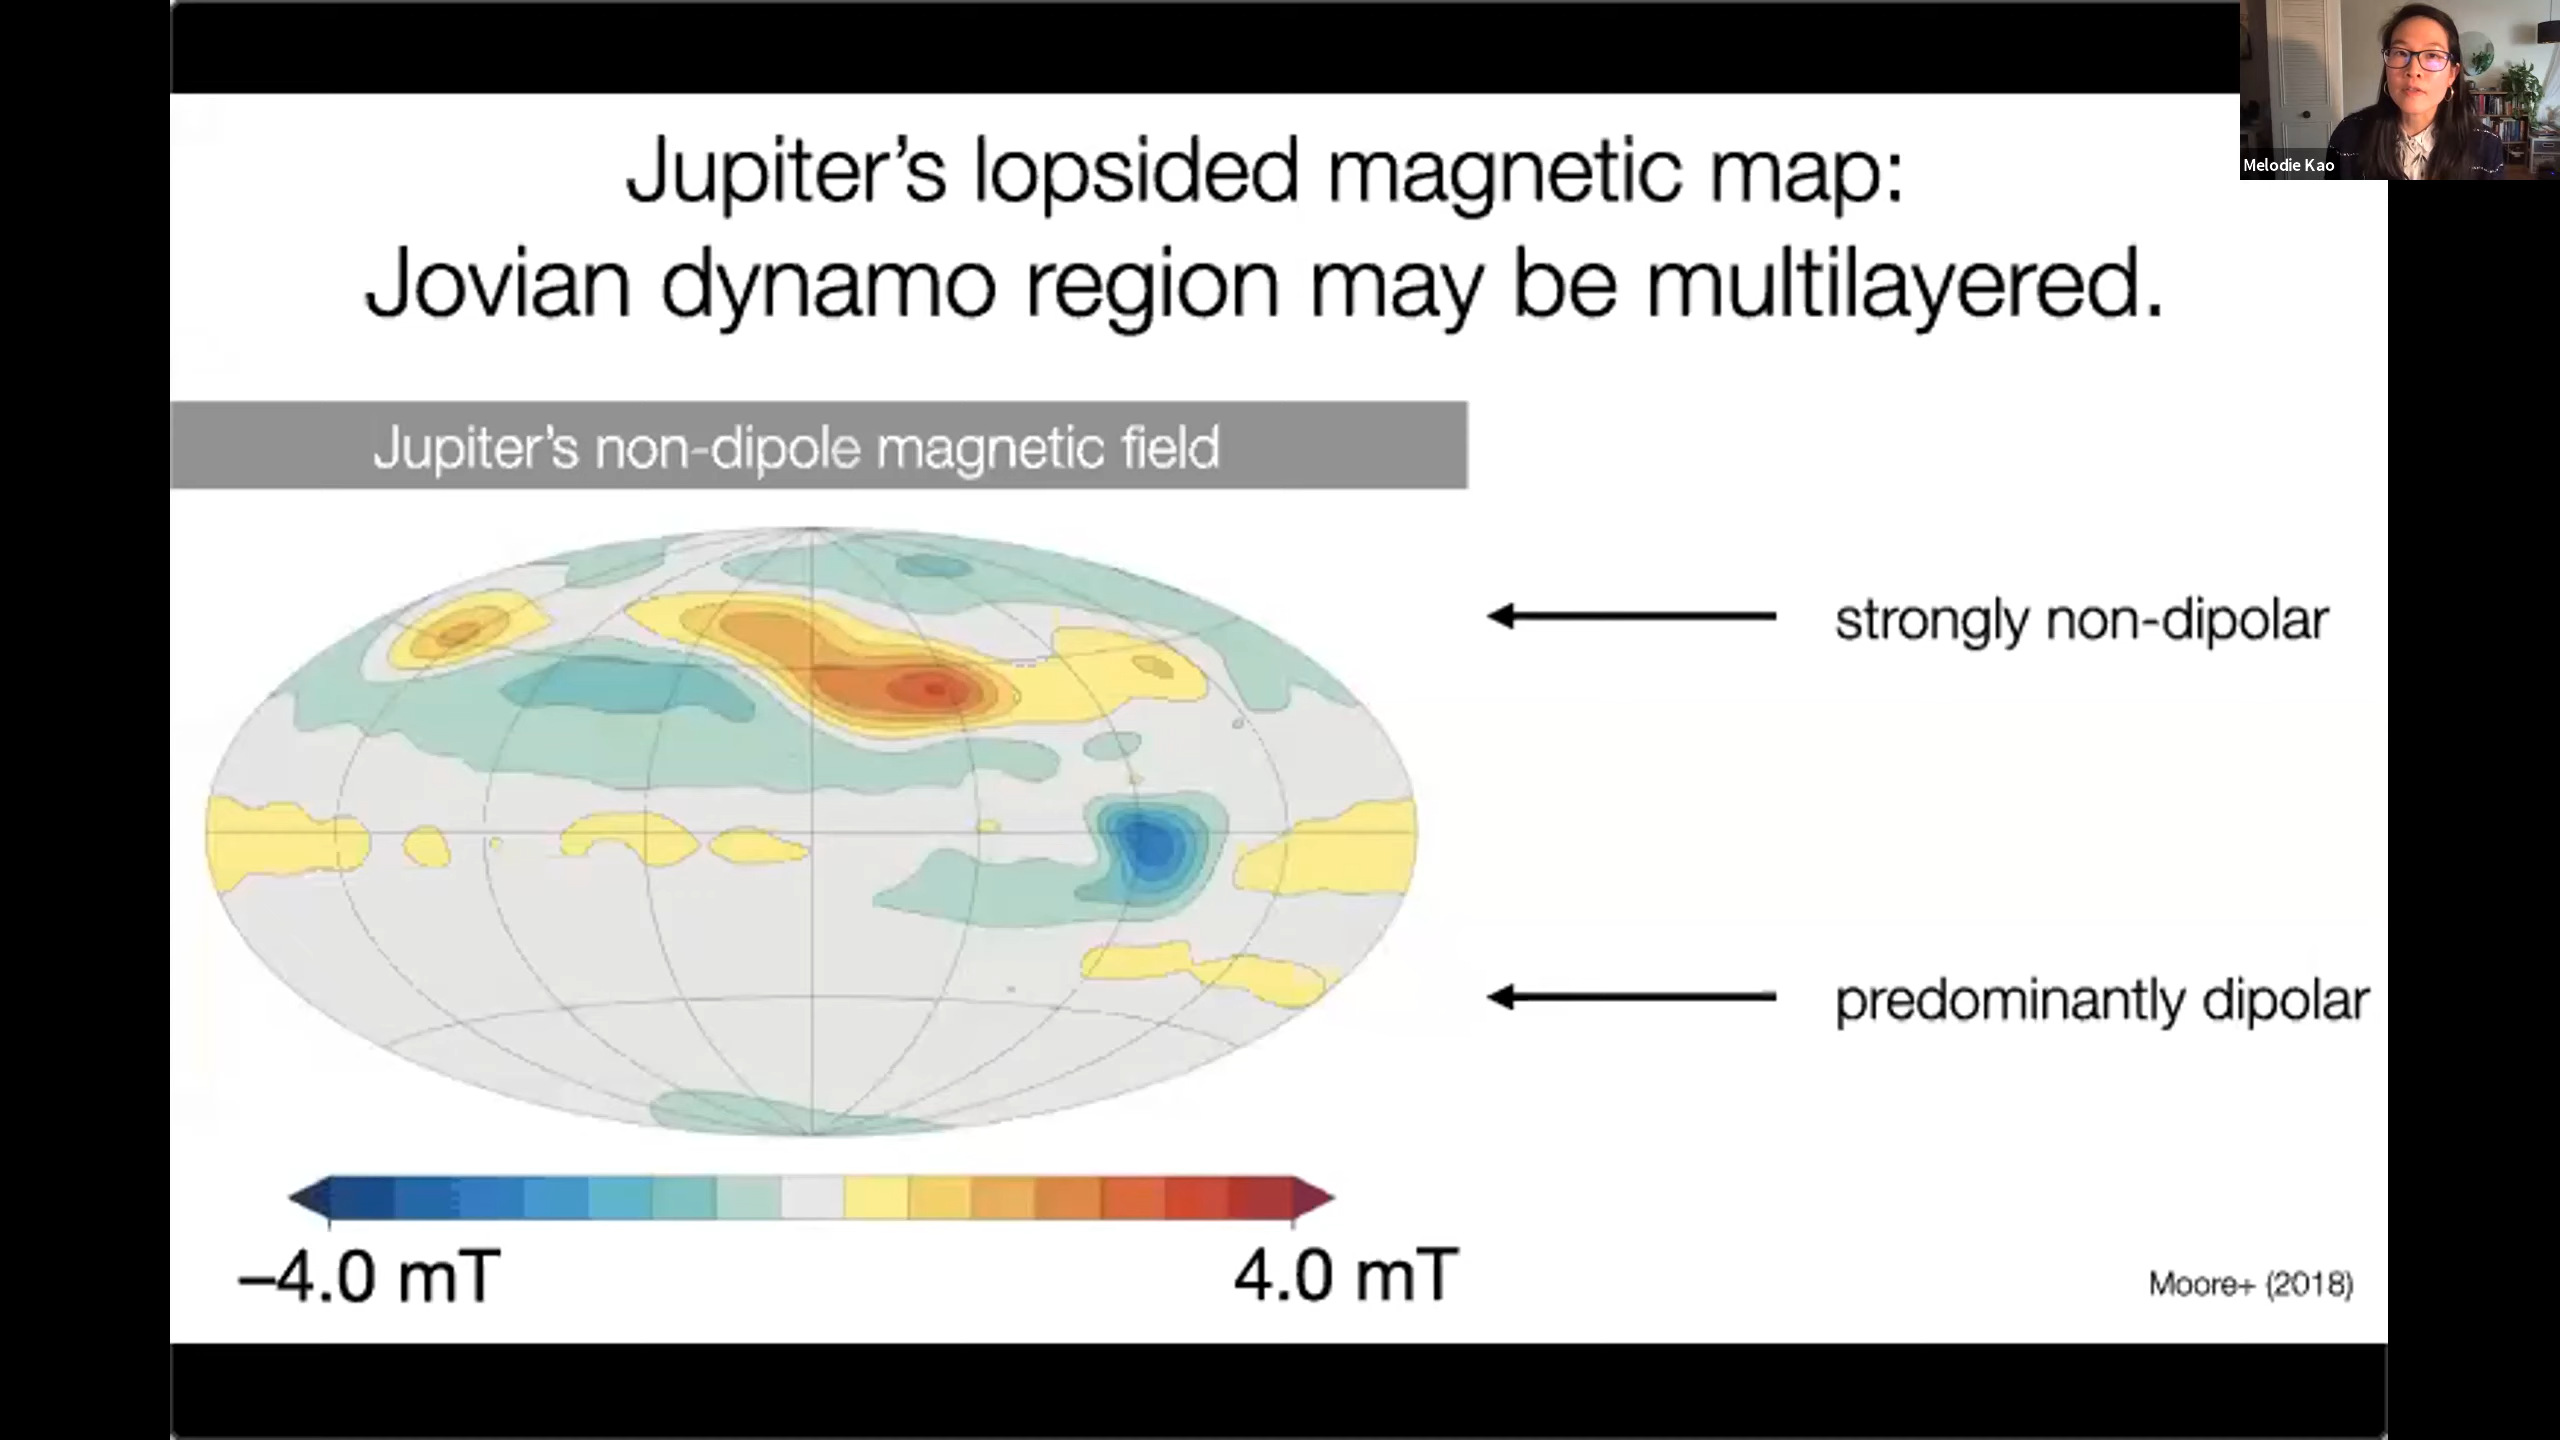 Jupiter’s lopsided magnetic map:
Jovian dynamo region may be multilayered.
Melodie Kao
Jupiter’s non-dipole magnetic field
strongly non-dipolar
predominantly dipolar
–4.0 mT
4.0 mT
Moore+ (2018)